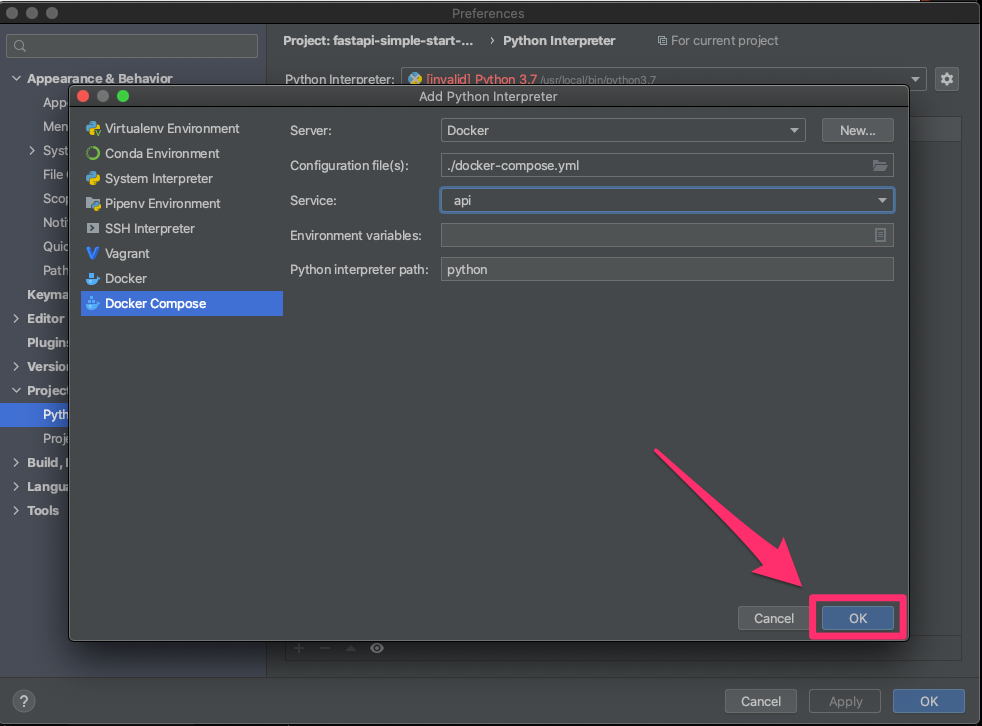 Preferences
Project: fastapi-simple-start-... › Python Interpreter For current project
Appearance & Behavior
Python Interpreter: [invalid] Python 3.7 /usr/local/bin/python3.7
Add Python Interpreter
Appe
Men
Syst
File
Scop
Noti
Quic
Path
Keyma
Editor
Plugins
Version
Project
Pyth
Proje
Build,
Langua
Tools
Virtualenv Environment
Conda Environment
System Interpreter
Pipenv Environment
SSH Interpreter
Vagrant
Docker
Docker Compose
Server: Docker New...
Configuration file(s): ./docker-compose.yml
Service: api
Environment variables:
Python interpreter path: python
Cancel OK
? Cancel Apply OK